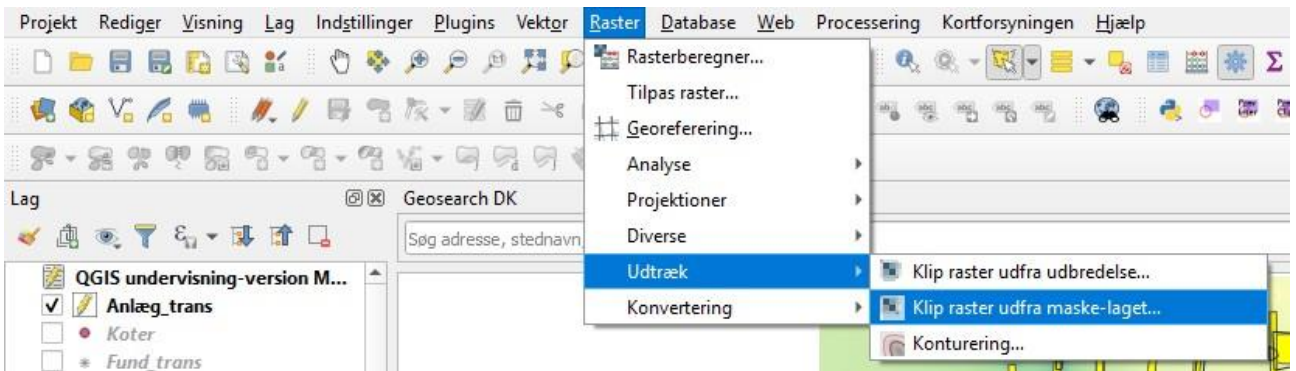 Projekt Rediger Visning Lag Indstillinger Plugins Vektor Raster Database Web Processering Kortforsyningen Hjælp
Rasterberegner...
Tilpas raster...
Georeferering...
Analyse
Projektioner
Diverse
Udtræk
Konvertering
Klip raster udfra udbredelse...
Klip raster udfra maske-laget...
Konturering...
Lag
Geosearch DK
Søg adresse, stednavn,
QGIS undervisning-version M...
Anlæg_trans
Koter
Fund_trans